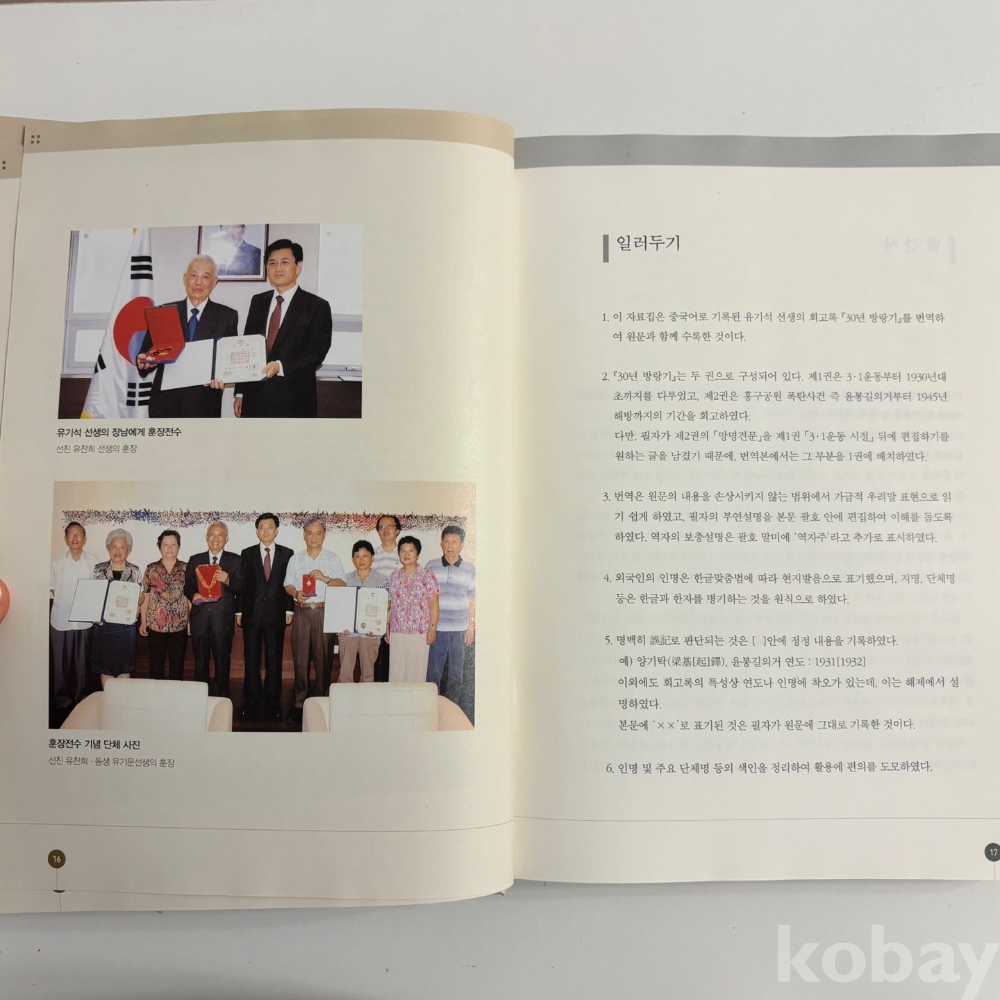 유기석 선생의 장남에게 훈장전수
선친 유찬희 선생의 훈장
훈장전수 기념 단체 사진
선친 유찬희 · 동생 유기문선생의 훈장
16
일러두기
1. 이 자료집은 중국어로 기록된 유기석 선생의 회고록 『30년 방랑기』를 번역하
여 원문과 함께 수록한 것이다.
2. 『30년 방랑기』는 두 권으로 구성되어 있다. 제1권은 3·1운동부터 1930년대
초까지를 다루었고, 제2권은 홍구공원 폭탄사건 즉 윤봉길의거부터 1945년
해방까지의 기간을 회고하였다.
다만, 필자가 제2권의 「망명견문」을 제1권 「3·1운동 시절」 뒤에 편집하기를
원하는 글을 남겼기 때문에, 번역본에서는 그 부분을 1권에 배치하였다.
3. 번역은 원문의 내용을 손상시키지 않는 범위에서 가급적 우리말 표현으로 읽
기 쉽게 하였고, 필자의 부연설명을 본문 괄호 안에 편집하여 이해를 돕도록
하였다. 역자의 보충설명은 괄호 말미에 '역자주'라고 추가로 표시하였다.
4. 외국인의 인명은 한글맞춤법에 따라 현지발음으로 표기했으며, 지명, 단체명
등은 한글과 한자를 병기하는 것을 원칙으로 하였다.
5. 명백히 誤記로 판단되는 것은 [ ]안에 정정 내용을 기록하였다.
예) 양기탁(梁基[起]鐸), 윤봉길의거 연도 : 1931[1932]
이외에도 회고록의 특성상 연도나 인명에 착오가 있는데, 이는 해제에서 설
명하였다.
본문에 '××'로 표기된 것은 필자가 원문에 그대로 기록한 것이다.
6. 인명 및 주요 단체명 등의 색인을 정리하여 활용에 편의를 도모하였다.
17
kobay